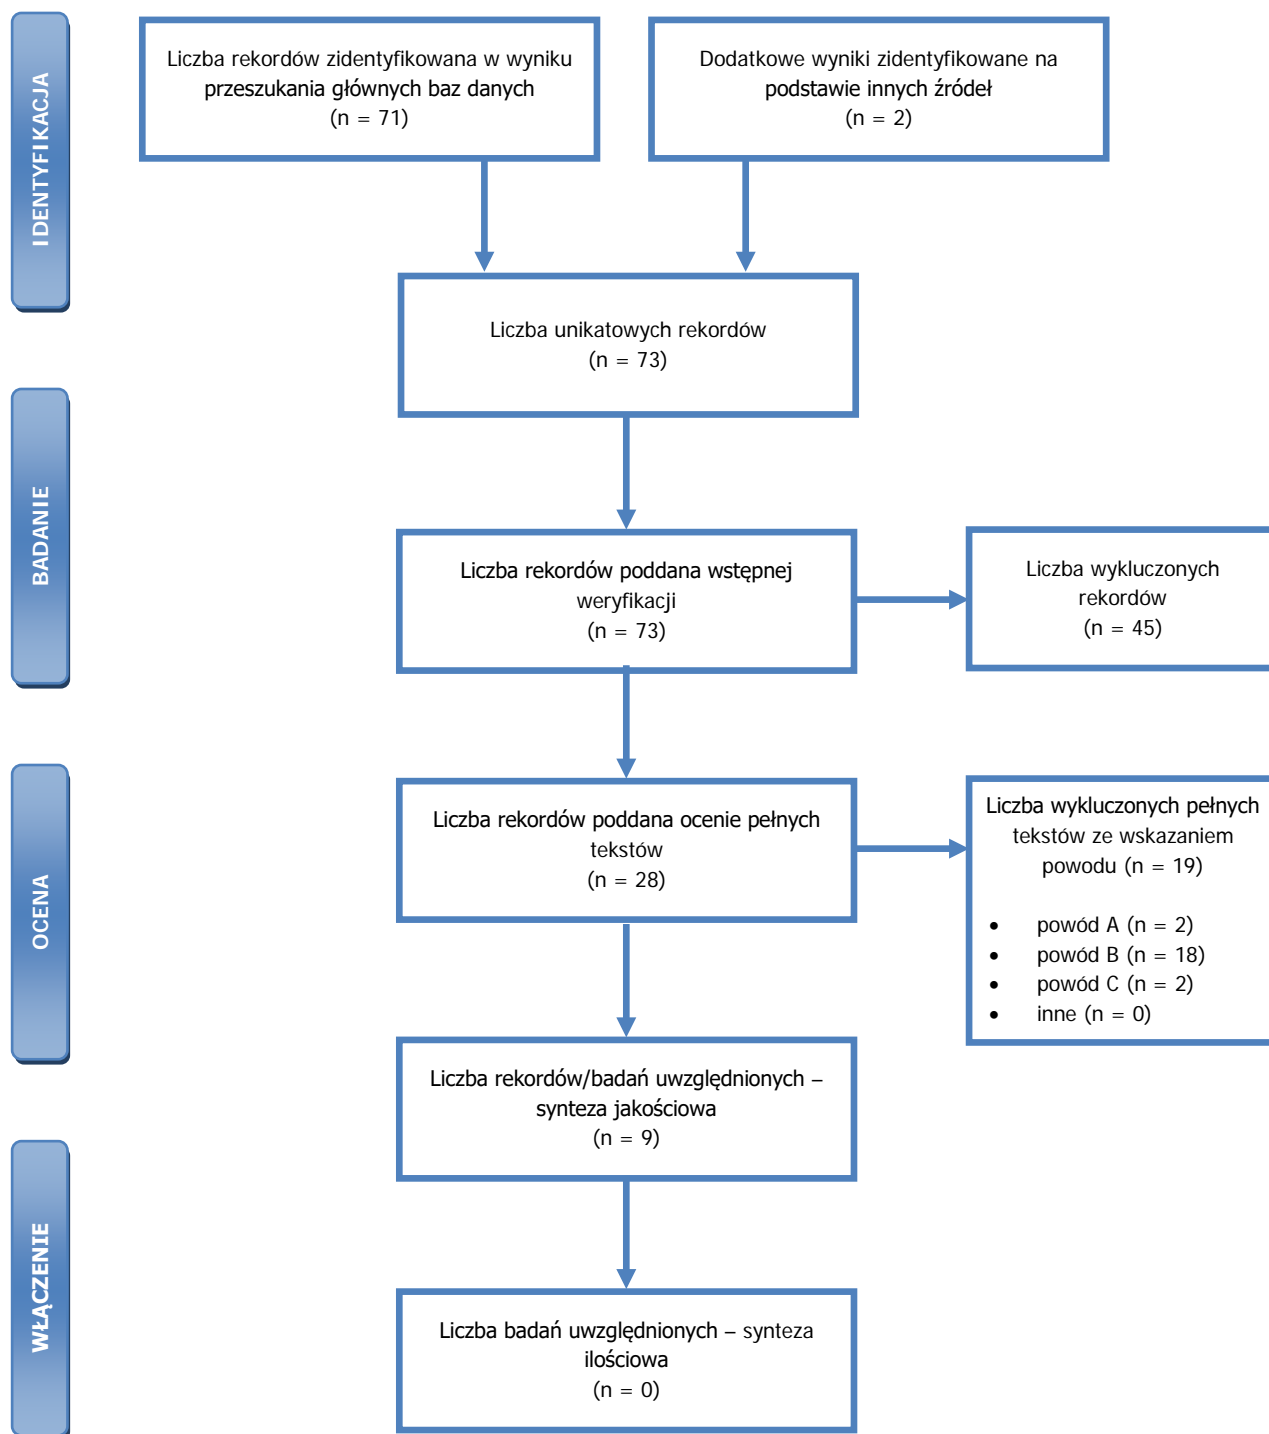 IDENTYFIKACJA
Liczba rekordów zidentyfikowana w wyniku
przeszukania głównych baz danych
(n = 71)
Dodatkowe wyniki zidentyfikowane na
podstawie innych źródeł
(n = 2)
Liczba unikatowych rekordów
(n = 73)
BADANIE
Liczba rekordów poddana wstępnej
weryfikacji
(n = 73)
Liczba wykluczonych
rekordów
(n = 45)
OCENA
Liczba rekordów poddana ocenie pełnych
tekstów
(n = 28)
Liczba wykluczonych pełnych
tekstów ze wskazaniem
powodu (n = 19)
• powód A (n = 2)
• powód B (n = 18)
• powód C (n = 2)
• inne (n = 0)
Liczba rekordów/badań uwzględnionych –
synteza jakościowa
(n = 9)
WŁĄCZENIE
Liczba badań uwzględnionych – synteza
ilościowa
(n = 0)